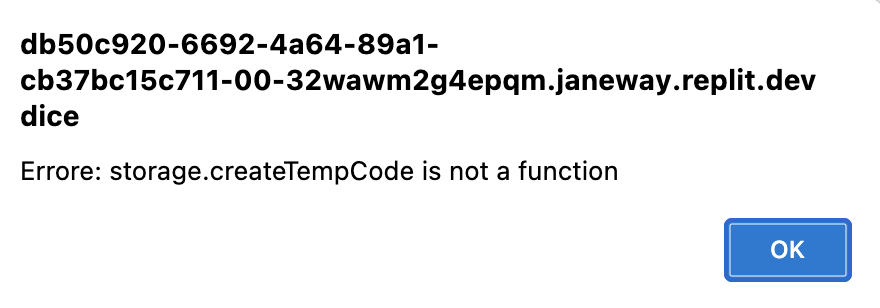 db50c920-6692-4a64-89a1-
cb37bc15c711-00-32wawm2g4epqm.janeway.replit.dev
dice
Errore: storage.createTempCode is not a function
OK